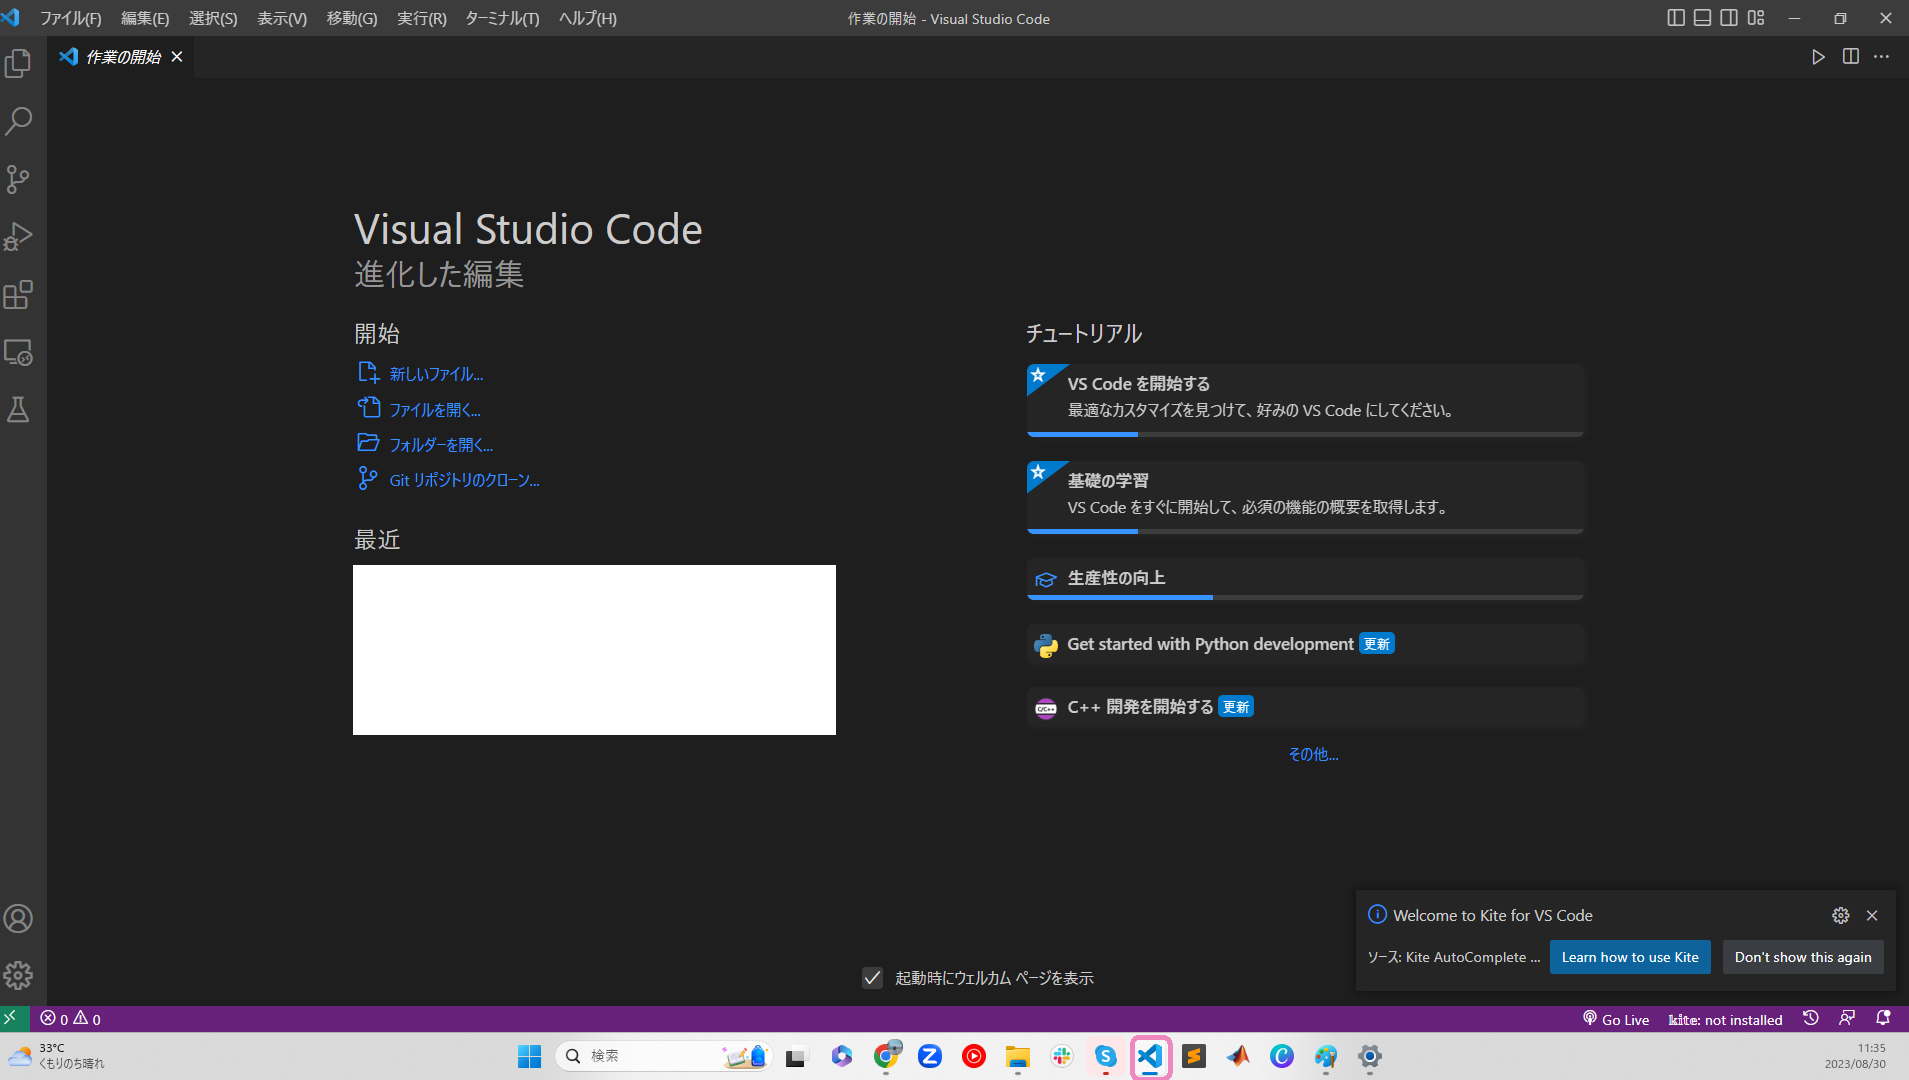 ファイル(F) 編集(E) 選択(S) 表示(V) 移動(G) 実行(R) ターミナル(T) ヘルプ(H) 作業の開始 - Visual Studio Code
作業の開始
Visual Studio Code
進化した編集
開始
新しいファイル...
ファイルを開く...
フォルダーを開く...
Git リポジトリのクローン...
最近
チュートリアル
VS Code を開始する
最適なカスタマイズを見つけて、好みの VS Code にしてください。
基礎の学習
VS Code をすぐに開始して、必須の機能の概要を取得します。
生産性の向上
Get started with Python development 更新
C/C++ C++ 開発を開始する 更新
その他...
Welcome to Kite for VS Code
ソース: Kite AutoComplete ... Learn how to use Kite Don't show this again
起動時にウェルカム ページを表示
0 0 Go Live kite: not installed
33°C
くもりのち晴れ
検索
11:35
2023/08/30